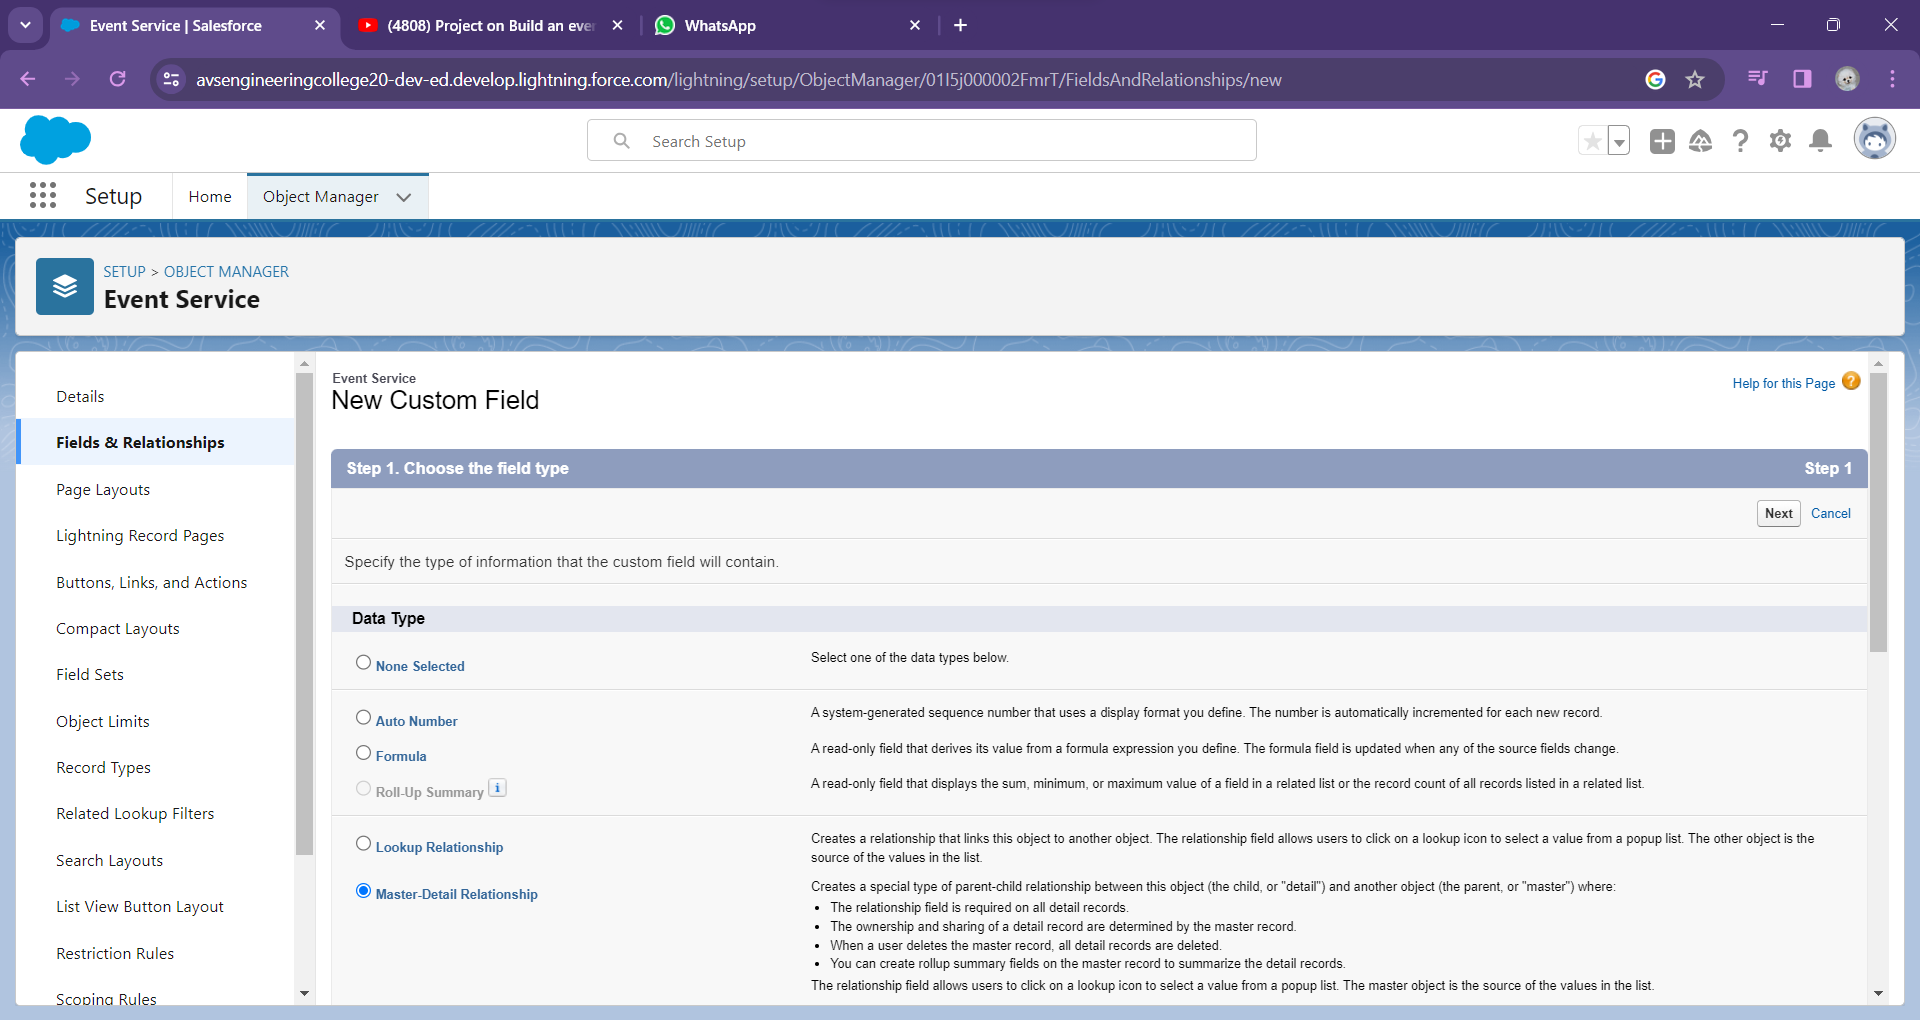 Event Service | Salesforce
(4808) Project on Build an eve
WhatsApp
avsengineeringcollege20-dev-ed.develop.lightning.force.com/lightning/setup/ObjectManager/01I5j000002FmrT/FieldsAndRelationships/new
Search Setup
Setup
Home
Object Manager
SETUP > OBJECT MANAGER
Event Service
Details
Fields & Relationships
Page Layouts
Lightning Record Pages
Buttons, Links, and Actions
Compact Layouts
Field Sets
Object Limits
Record Types
Related Lookup Filters
Search Layouts
List View Button Layout
Restriction Rules
Scoping Rules
Event Service
New Custom Field
Help for this Page
Step 1. Choose the field type
Step 1
Next
Cancel
Specify the type of information that the custom field will contain.
Data Type
None Selected
Select one of the data types below.
Auto Number
A system-generated sequence number that uses a display format you define. The number is automatically incremented for each new record.
Formula
A read-only field that derives its value from a formula expression you define. The formula field is updated when any of the source fields change.
Roll-Up Summary
A read-only field that displays the sum, minimum, or maximum value of a field in a related list or the record count of all records listed in a related list.
Lookup Relationship
Creates a relationship that links this object to another object. The relationship field allows users to click on a lookup icon to select a value from a popup list. The other object is the
source of the values in the list.
Master-Detail Relationship
Creates a special type of parent-child relationship between this object (the child, or "detail") and another object (the parent, or "master") where:
• The relationship field is required on all detail records.
• The ownership and sharing of a detail record are determined by the master record.
• When a user deletes the master record, all detail records are deleted.
• You can create rollup summary fields on the master record to summarize the detail records.
The relationship field allows users to click on a lookup icon to select a value from a popup list. The master object is the source of the values in the list.